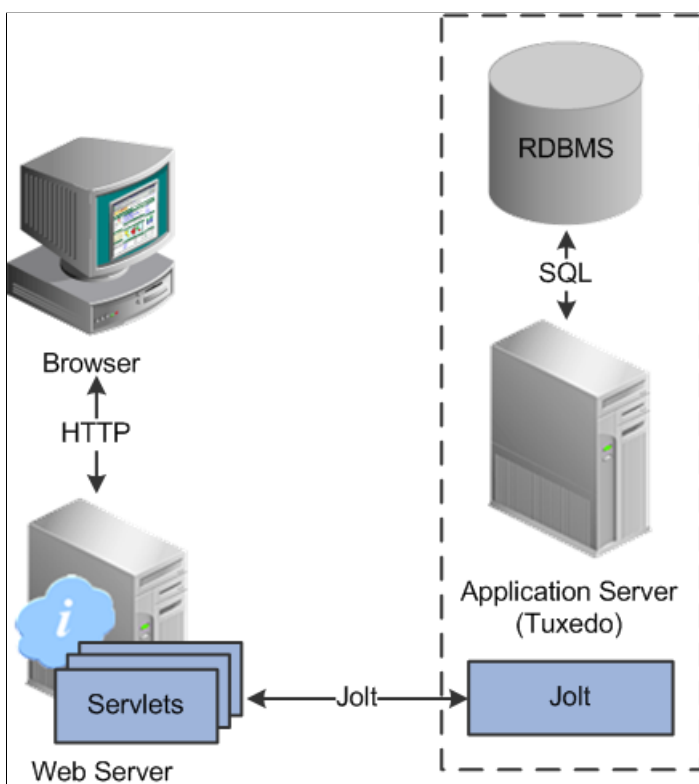 RDBMS
SQL
Browser
HTTP
Application Server
(Tuxedo)
i
Servlets
Jolt
Jolt
Web Server